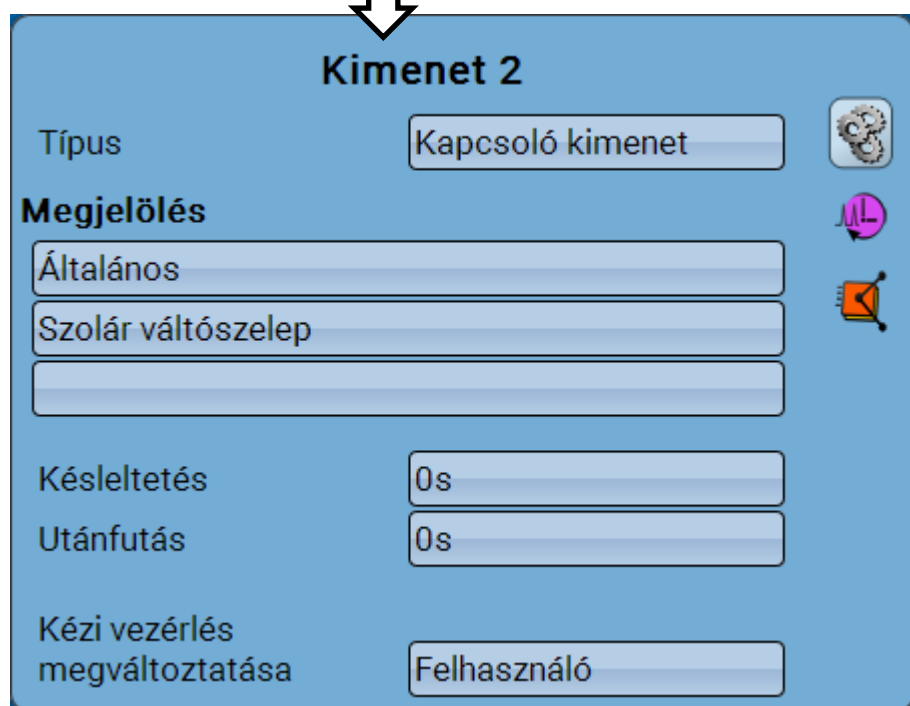 Kimenet 2
Típus Kapcsoló kimenet
Megjelölés
Általános
Szolár váltószelep
Késleltetés 0s
Utánfutás 0s
Kézi vezérlés
megváltoztatása Felhasználó